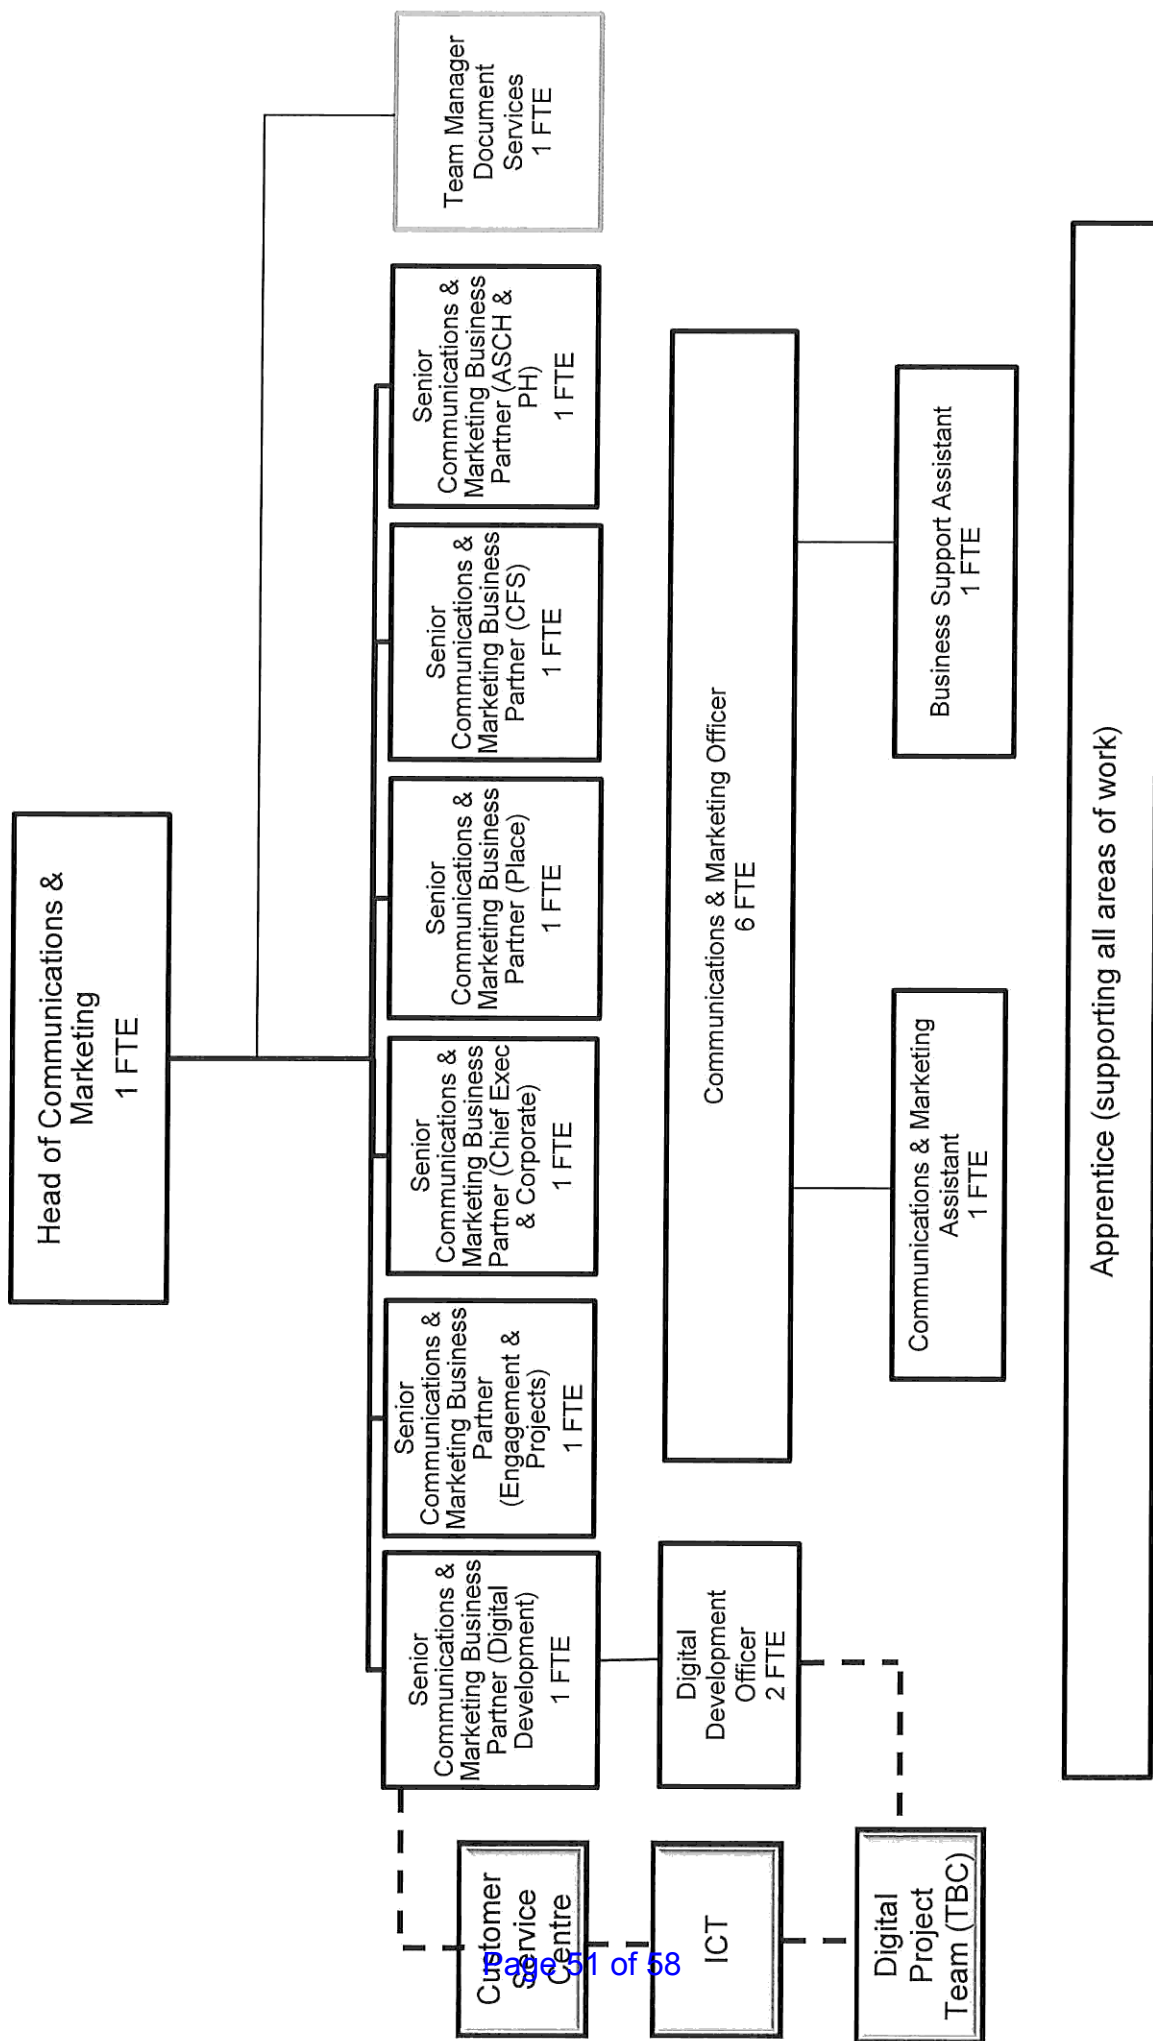 Head of Communications &
Marketing
1 FTE
Team Manager
Document
Services
1 FTE
Senior
Communications &
Marketing Business
Partner (Digital
Development)
1 FTE
Senior
Communications &
Marketing Business
Partner
(Engagement &
Projects)
1 FTE
Senior
Communications &
Marketing Business
Partner (Chief Exec
& Corporate)
1 FTE
Senior
Communications &
Marketing Business
Partner (Place)
1 FTE
Senior
Communications &
Marketing Business
Partner (CFS)
1 FTE
Senior
Communications &
Marketing Business
Partner (ASCH &
PH)
1 FTE
Customer
Service
Centre
ICT
Digital
Project
Team (TBC)
Digital
Development
Officer
2 FTE
Communications & Marketing Officer
6 FTE
Communications & Marketing
Assistant
1 FTE
Business Support Assistant
1 FTE
Apprentice (supporting all areas of work)
Page 51 of 58